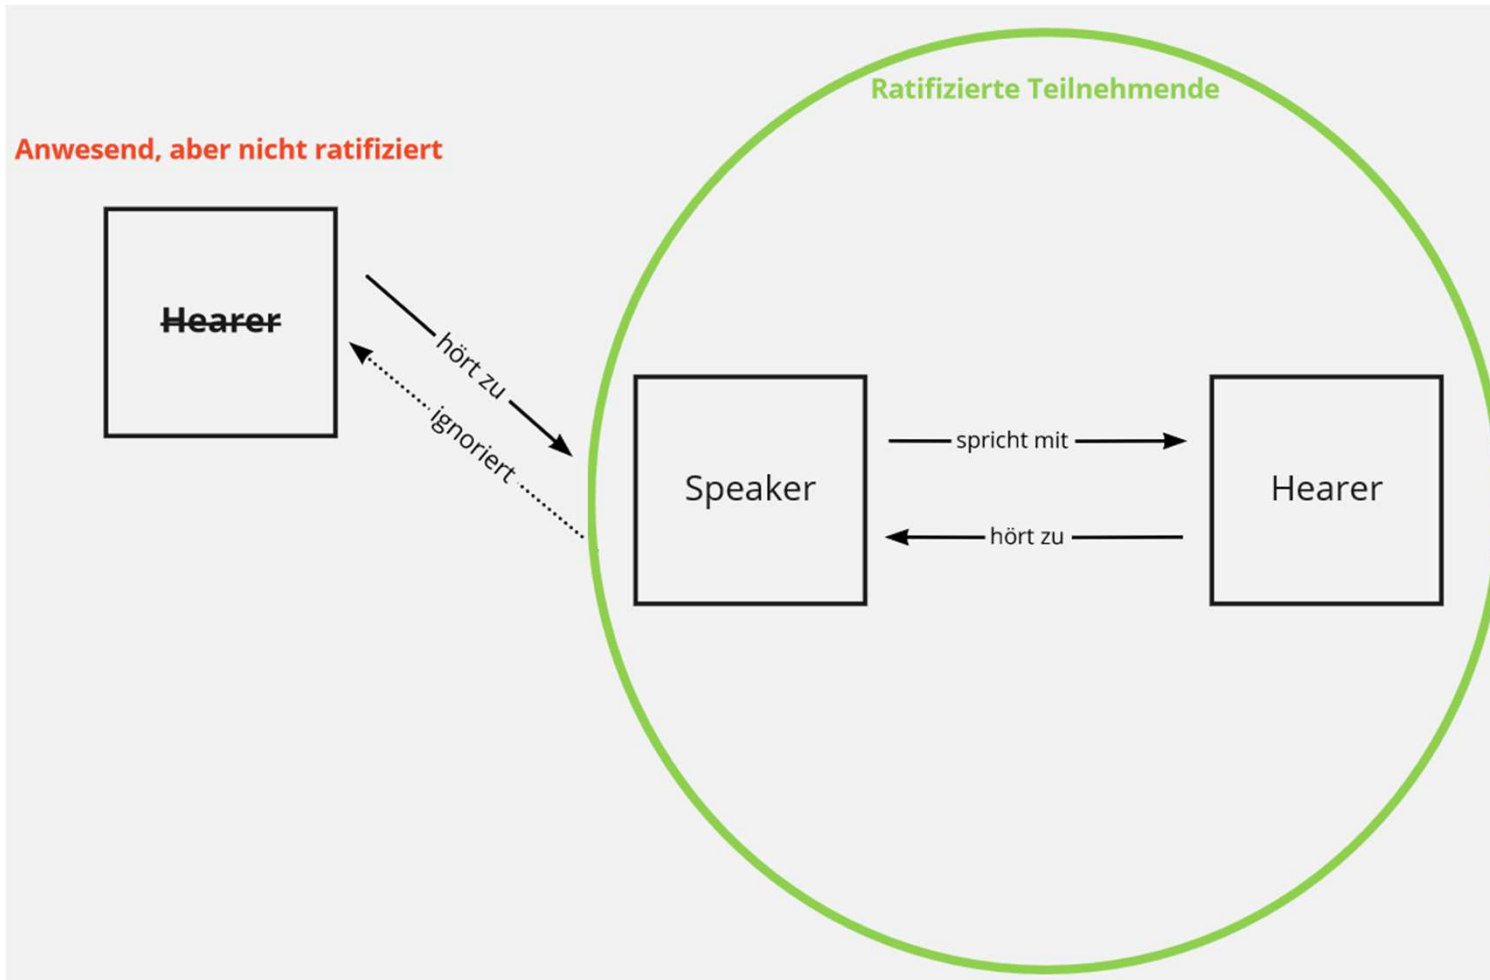 Ratifizierte Teilnehmende
Anwesend, aber nicht ratifiziert
Hearer
hört zu
ignoriert
Speaker
spricht mit
hört zu
Hearer